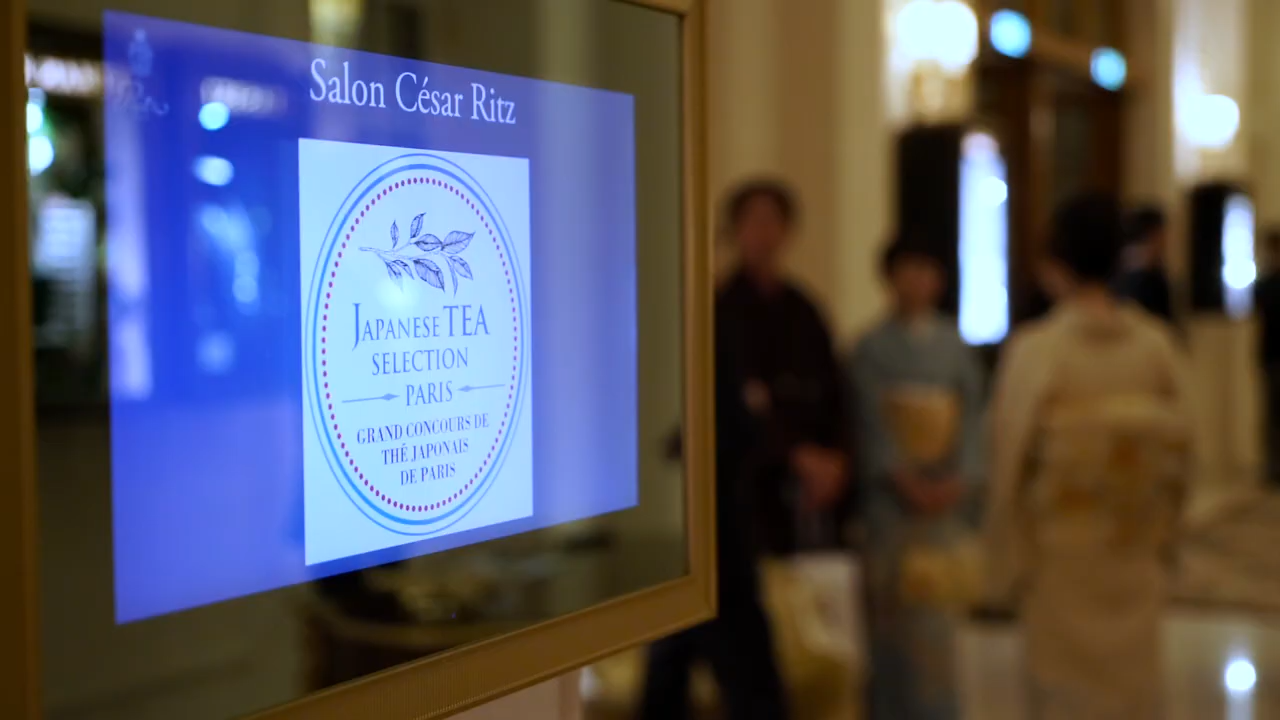 Salon César Ritz
JAPANESE TEA
SELECTION
PARIS
GRAND CONCOURS DE
THÉ JAPONAIS
DE PARIS